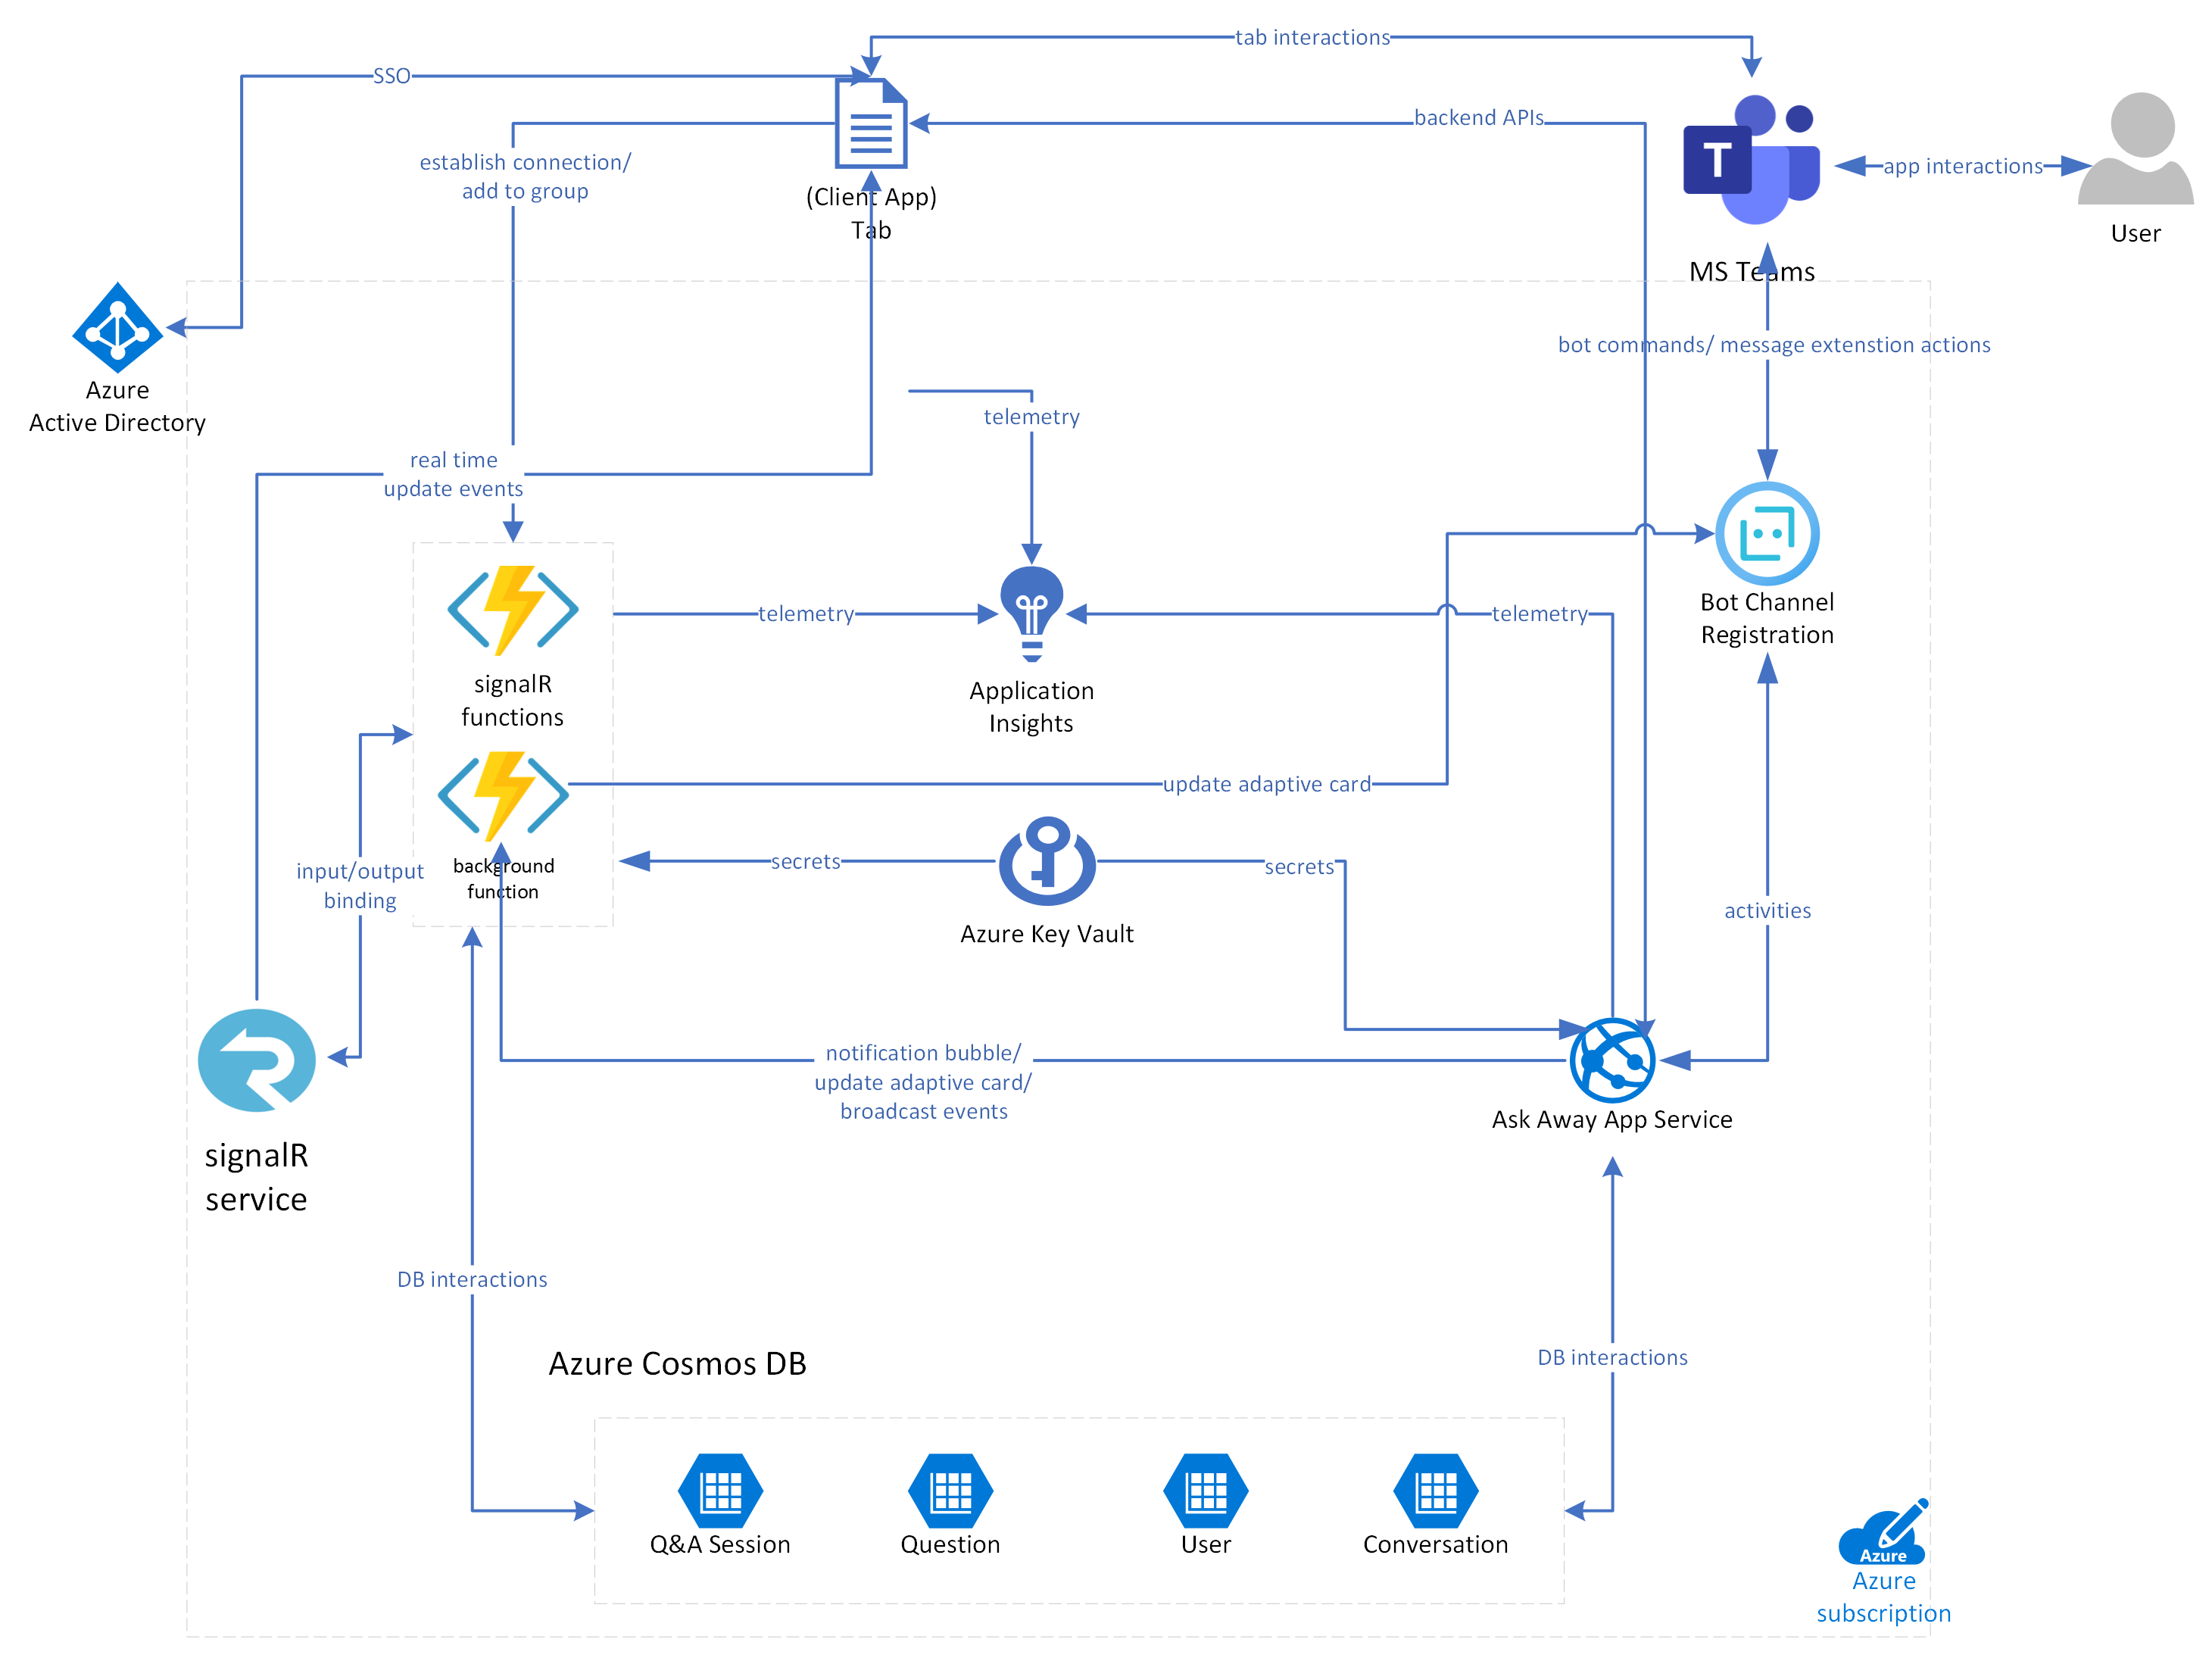 tab interactions
SSO
backend APIs
establish connection/
add to group
app interactions
(Client App)
Tab
T
User
MS Teams
bot commands/ message extenstion actions
Azure
Active Directory
telemetry
real time
update events
Bot Channel
Registration
telemetry
telemetry
signalR
functions
Application
Insights
update adaptive card
background
function
secrets
secrets
input/output
binding
activities
Azure Key Vault
notification bubble/
update adaptive card/
broadcast events
Ask Away App Service
signalR
service
DB interactions
DB interactions
Azure Cosmos DB
Q&A Session
Question
User
Conversation
Azure
Azure
subscription